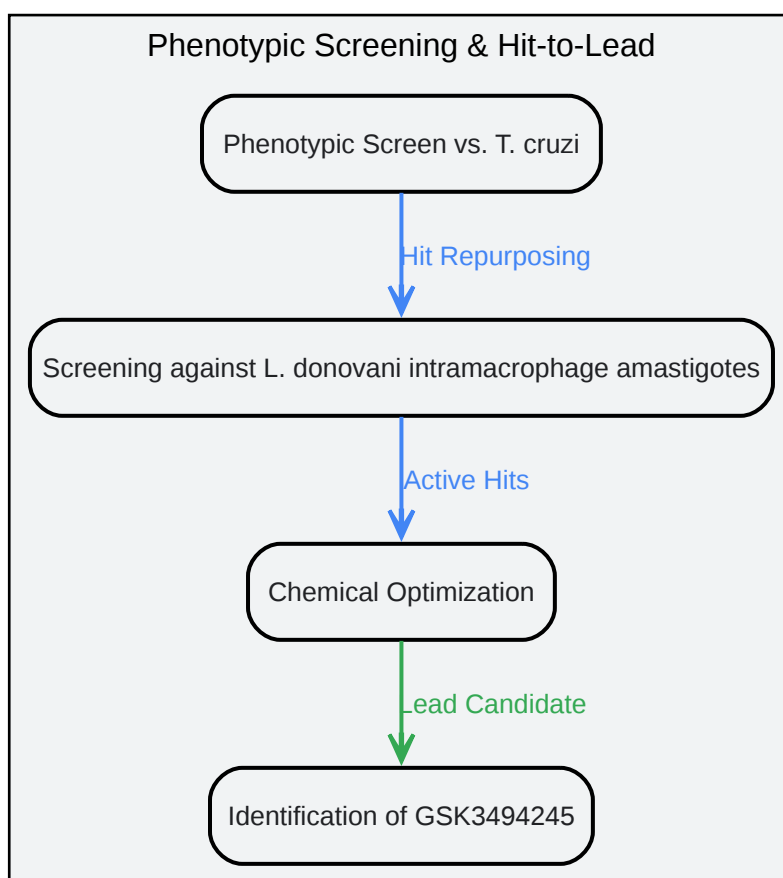 Phenotypic Screening & Hit-to-Lead
Phenotypic Screen vs. T. cruzi
Hit Repurposing
Screening against L. donovani intramacrophage amastigotes
Active Hits
Chemical Optimization
Lead Candidate
Identification of GSK3494245